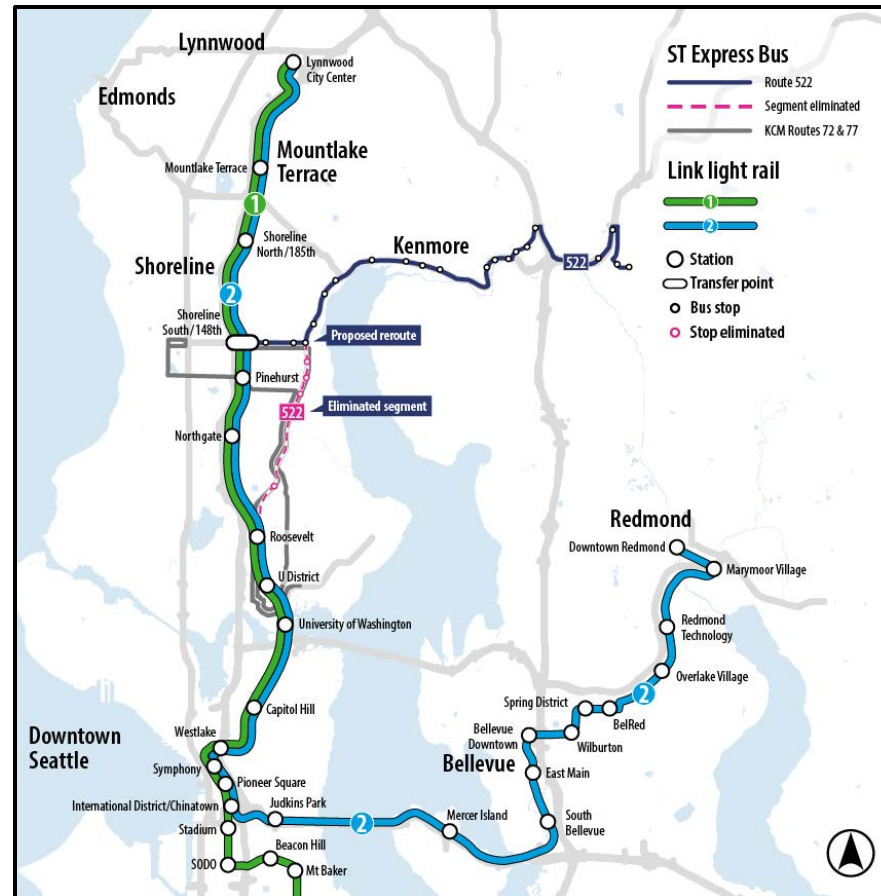 Lynnwood
Lynnwood
City Center
Edmonds
Mountlake Terrace
Mountlake
Terrace
1
Shoreline
North/185th
Shoreline
2
Shoreline
South/148th
Kenmore
522
Proposed reroute
Pinehurst
522
Eliminated segment
Northgate
Roosevelt
U District
University of Washington
Capitol Hill
Westlake
Downtown
Seattle
Symphony
Pioneer Square
International District/Chinatown
Judkins Park
Stadium
Beacon Hill
SODO
Mt Baker
2
Mercer Island
South
Bellevue
East Main
Bellevue
Bellevue
Downtown
Wilburton
Spring District
BelRed
2
Overlake Village
Redmond
Technology
Marymoor Village
Downtown Redmond
Redmond
ST Express Bus
Route 522
Segment eliminated
KCM Routes 72 & 77
Link light rail
1
2
Station
Transfer point
Bus stop
Stop eliminated